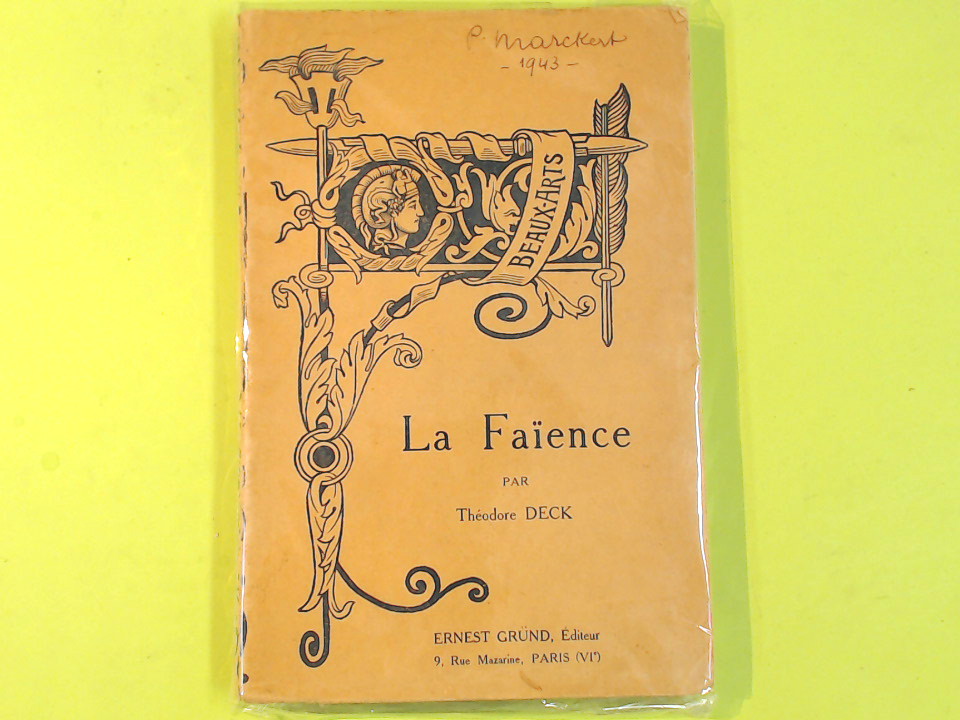 P. Marckert
- 1943 -
BEAUX-ARTS
La Faïence
PAR
Théodore DECK
ERNEST GRÜND, Éditeur
9, Rue Mazarine, PARIS (VIᵉ)